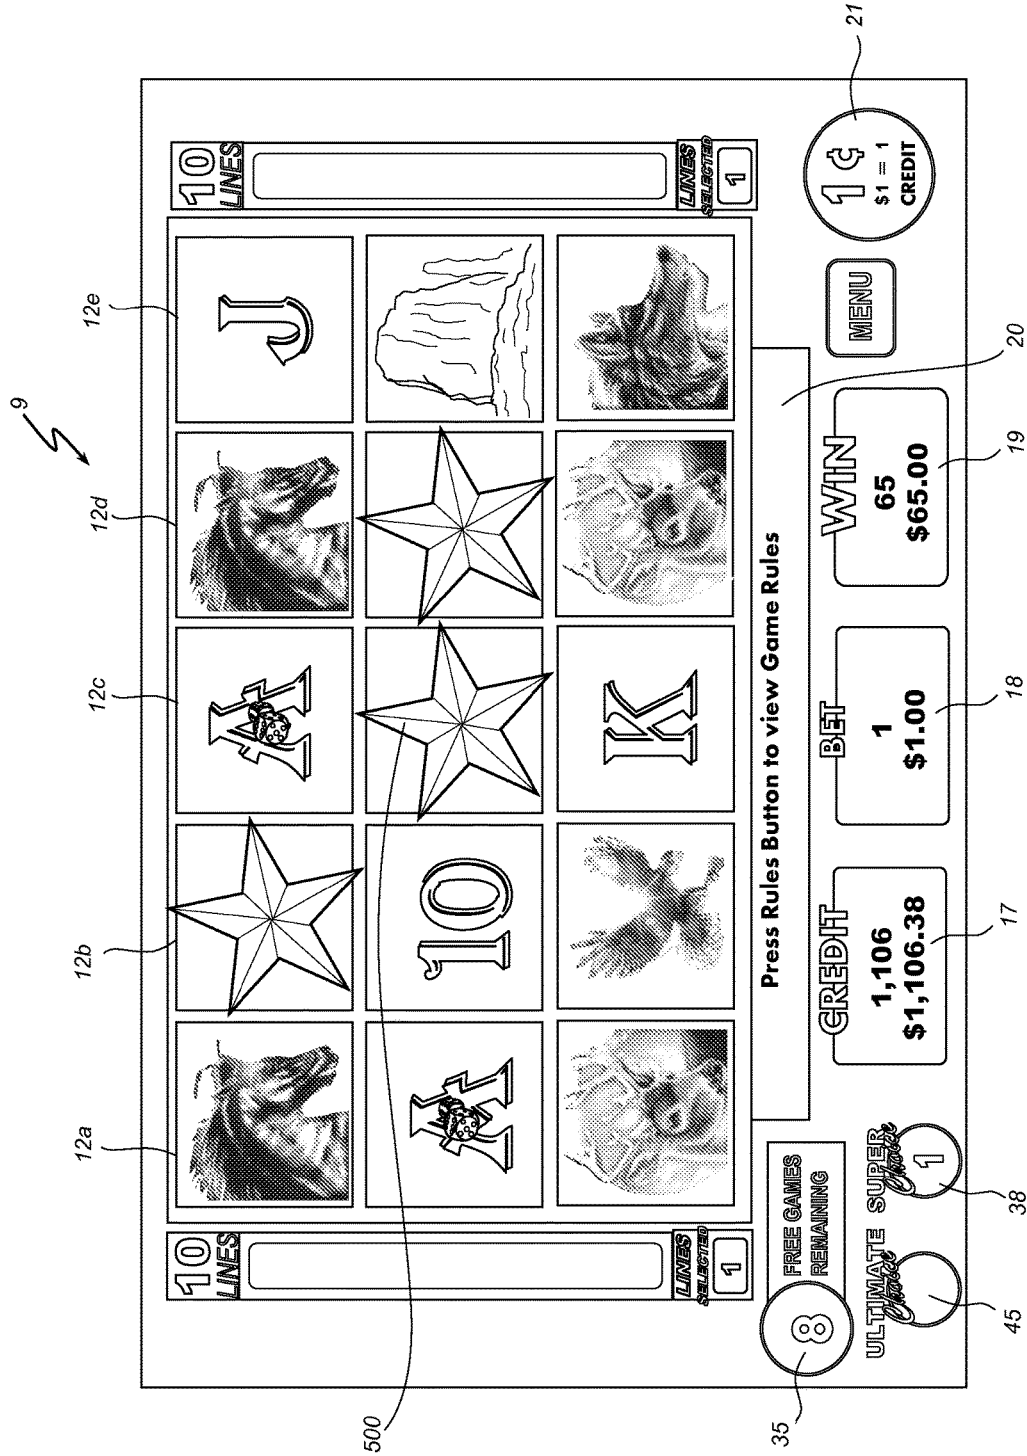 9
12a 12b 12c 12d 12e
10 10
LINES LINES
A J
500
A 10
K
LINES LINES
SELECTED SELECTED
1 1
Press Rules Button to view Game Rules
8
FREE GAMES
REMAINING
35
ULTIMATE
Choice
SUPER
Choice
1
CREDIT
1,106
$1,106.38
BET
1
$1.00
WIN
65
$65.00
MENU
1¢
$1 = 1
CREDIT
21
45 38 17 18 19 20